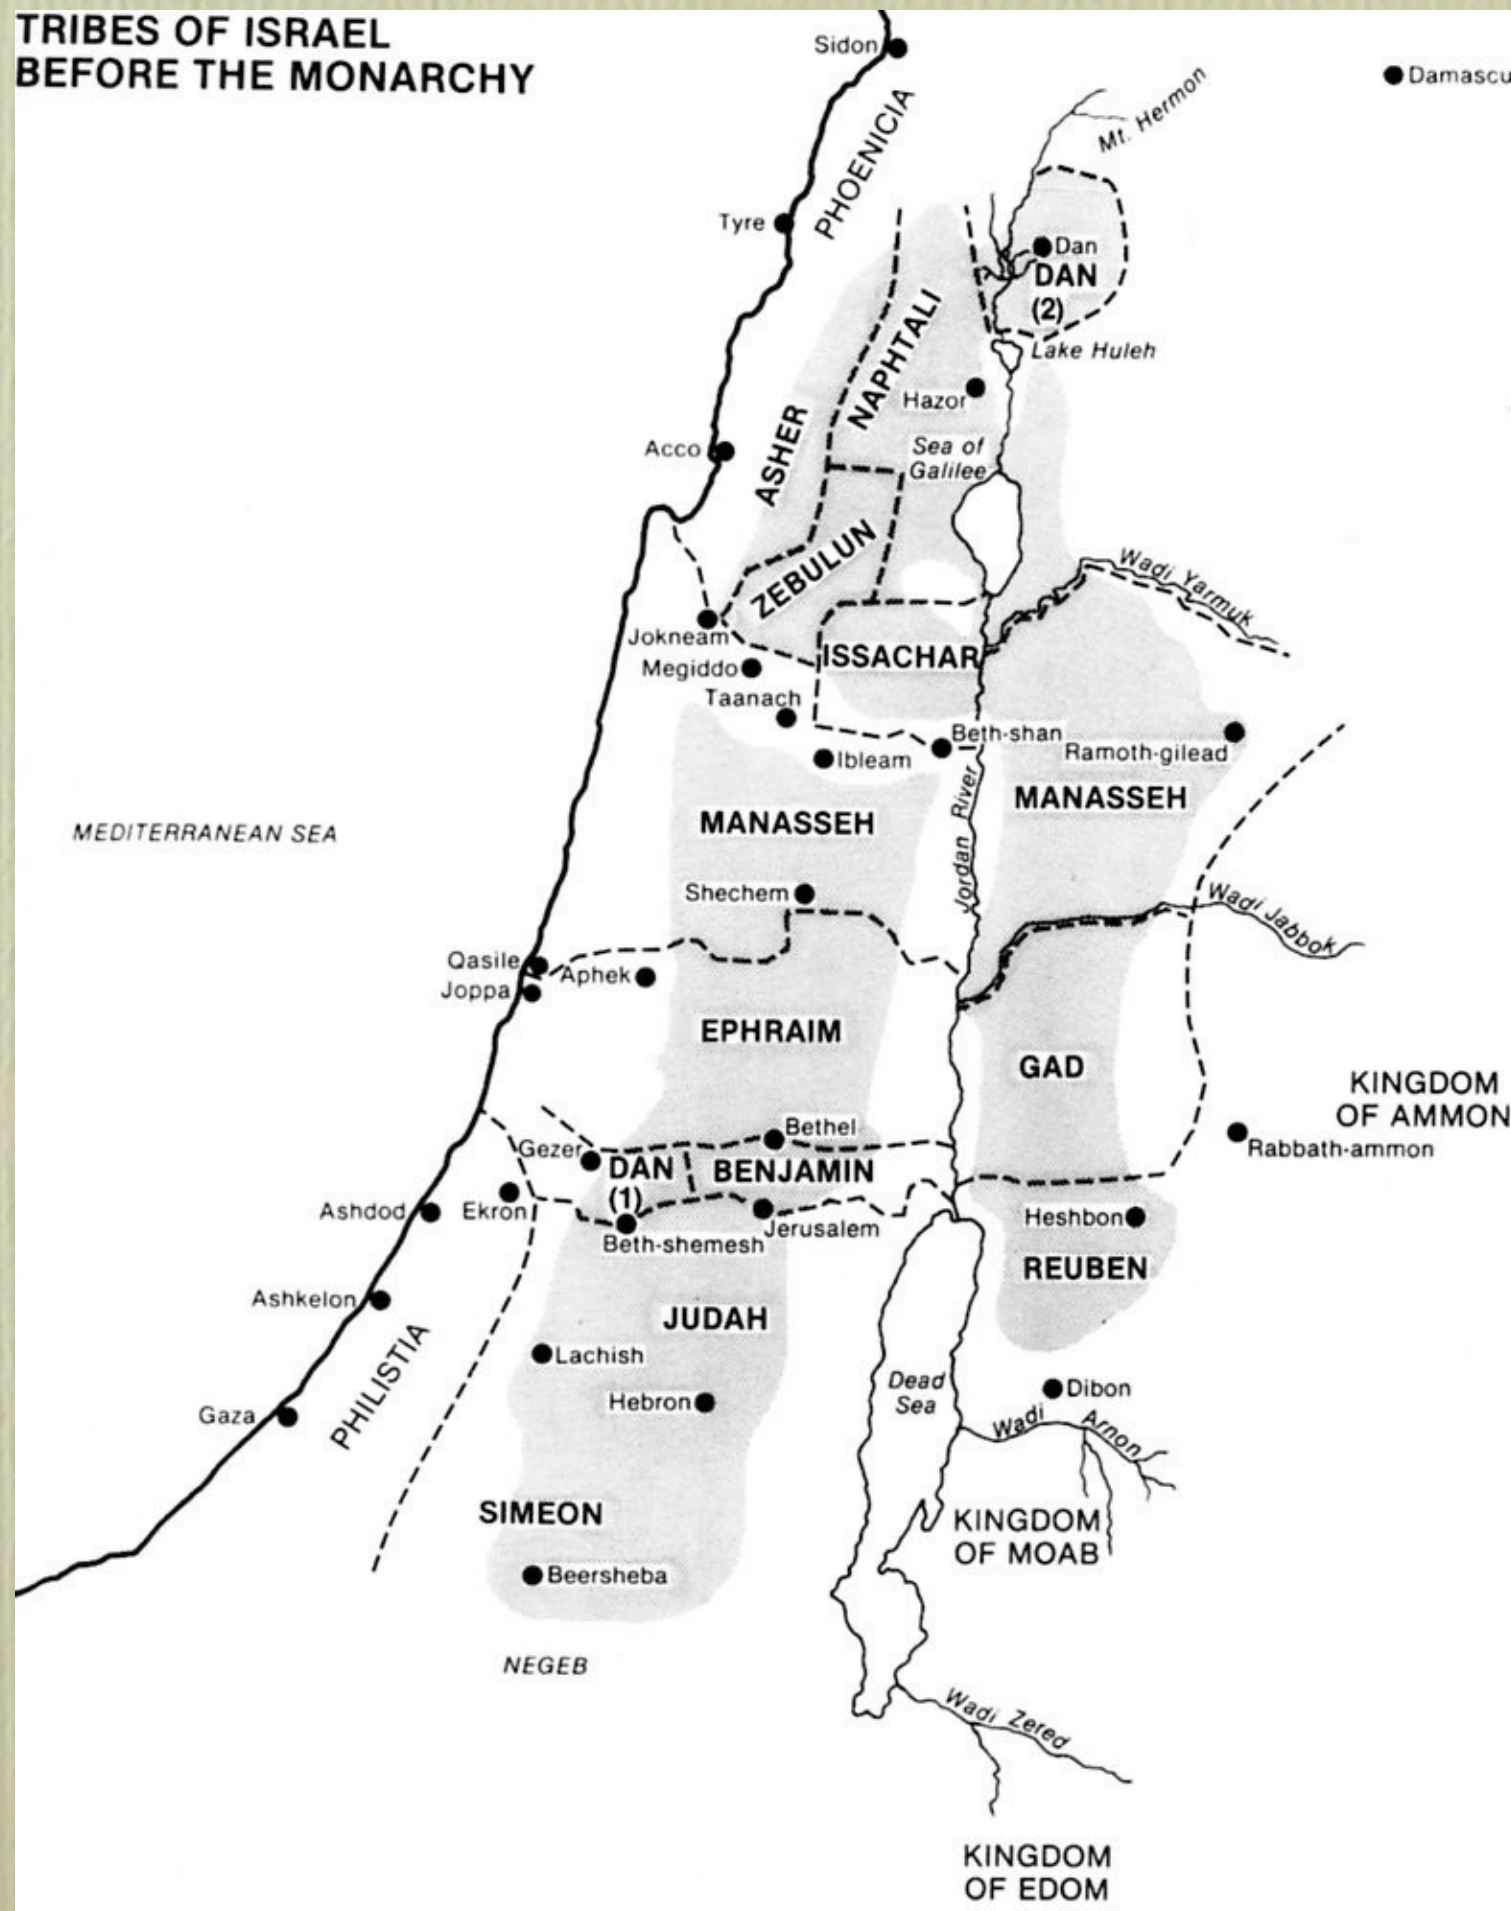 TRIBES OF ISRAEL
BEFORE THE MONARCHY
Sidon
Damascu
Mt. Hermon
PHOENICIA
Tyre
Dan
DAN
(2)
Lake Huleh
NAPHTALI
Hazor
ASHER
Acco
Sea of
Galilee
ZEBULUN
Wadi Yarmuk
Jokneam
ISSACHAR
Megiddo
Taanach
Beth-shan
Ibleam
Ramoth-gilead
MANASSEH
MANASSEH
MEDITERRANEAN SEA
Jordan River
Shechem
Wadi Jabbok
Qasile
Aphek
Joppa
EPHRAIM
GAD
KINGDOM
OF AMMON
Bethel
Gezer
Rabbath-ammon
DAN
(1)
BENJAMIN
Ashdod
Ekron
Jerusalem
Heshbon
Beth-shemesh
REUBEN
Ashkelon
JUDAH
PHILISTIA
Lachish
Dead
Sea
Dibon
Hebron
Gaza
Wadi Arnon
SIMEON
KINGDOM
OF MOAB
Beersheba
NEGEB
Wadi Zered
KINGDOM
OF EDOM